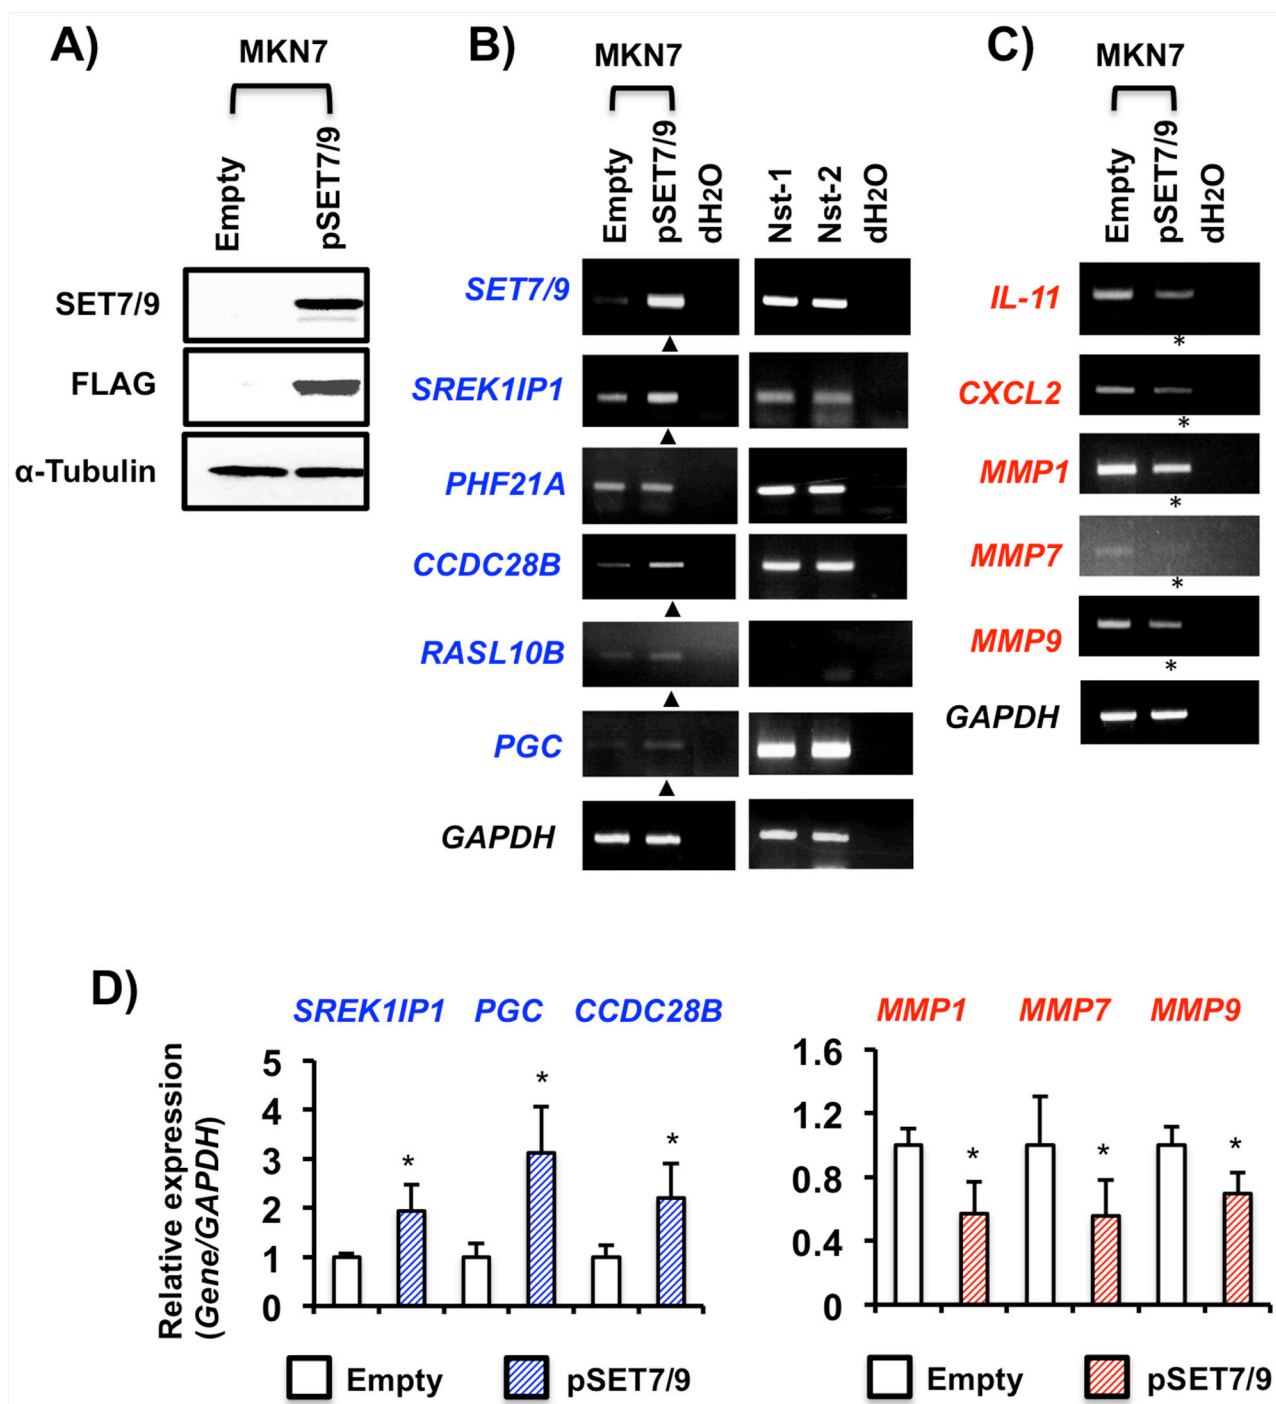 A)
MKN7
Empty
pSET7/9
SET7/9
FLAG
α-Tubulin
B)
MKN7
Empty
pSET7/9
dH2O
Nst-1
Nst-2
dH2O
SET7/9
SREK1IP1
PHF21A
CCDC28B
RASL10B
PGC
GAPDH
C)
MKN7
Empty
pSET7/9
dH2O
IL-11
*
CXCL2
*
MMP1
*
MMP7
*
MMP9
*
GAPDH
D)
SREK1IP1 PGC CCDC28B
Relative expression
(Gene/GAPDH)
5
4
3
2
1
0
* * *
Empty pSET7/9
MMP1 MMP7 MMP9
1.6
1.2
0.8
0.4
0
* * *
Empty pSET7/9